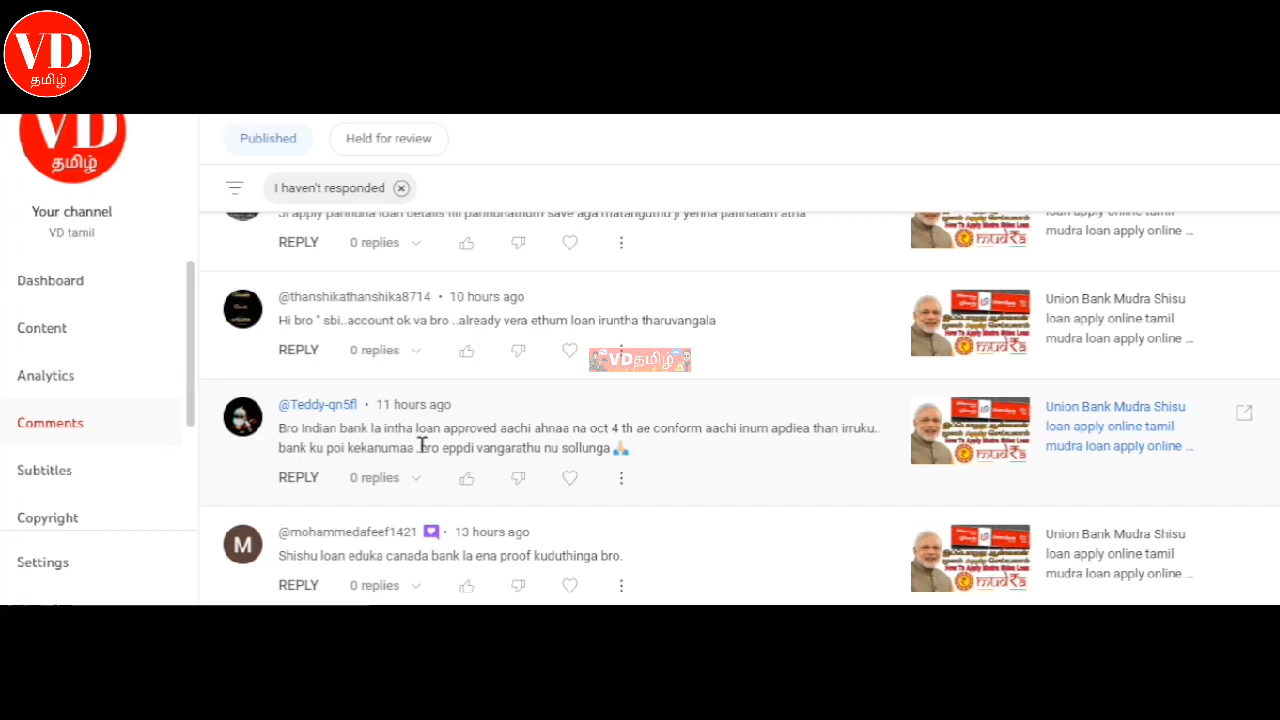 VD
தமிழ்
VD
தமிழ்
Your channel
VD tamil
Dashboard
Content
Analytics
Comments
Subtitles
Copyright
Settings
Published
Held for review
I haven't responded
loan details
save aga
REPLY 0 replies
mudra loan apply online ...
@thanshikathanshika8714 • 10 hours ago
Hi bro " sbi..account ok va bro ..already vera ethum loan iruntha tharuvangala
REPLY 0 replies
Union Bank Mudra Shisu
loan apply online tamil
mudra loan apply online ...
VDதமிழ்
@Teddy-qn5fl • 11 hours ago
Bro indian bank la intha loan approved aachi ahnaa na oct 4 th ae conform aachi inum apdiea than irruku..
bank ku poi kekanumaa ..bro eppdi vangarathu nu sollunga 🙏
REPLY 0 replies
Union Bank Mudra Shisu
loan apply online tamil
mudra loan apply online ...
M
@mohammedafeef1421 • 13 hours ago
Shishu loan eduka canada bank la ena proof kuduthinga bro.
REPLY 0 replies
Union Bank Mudra Shisu
loan apply online tamil
mudra loan apply online ...